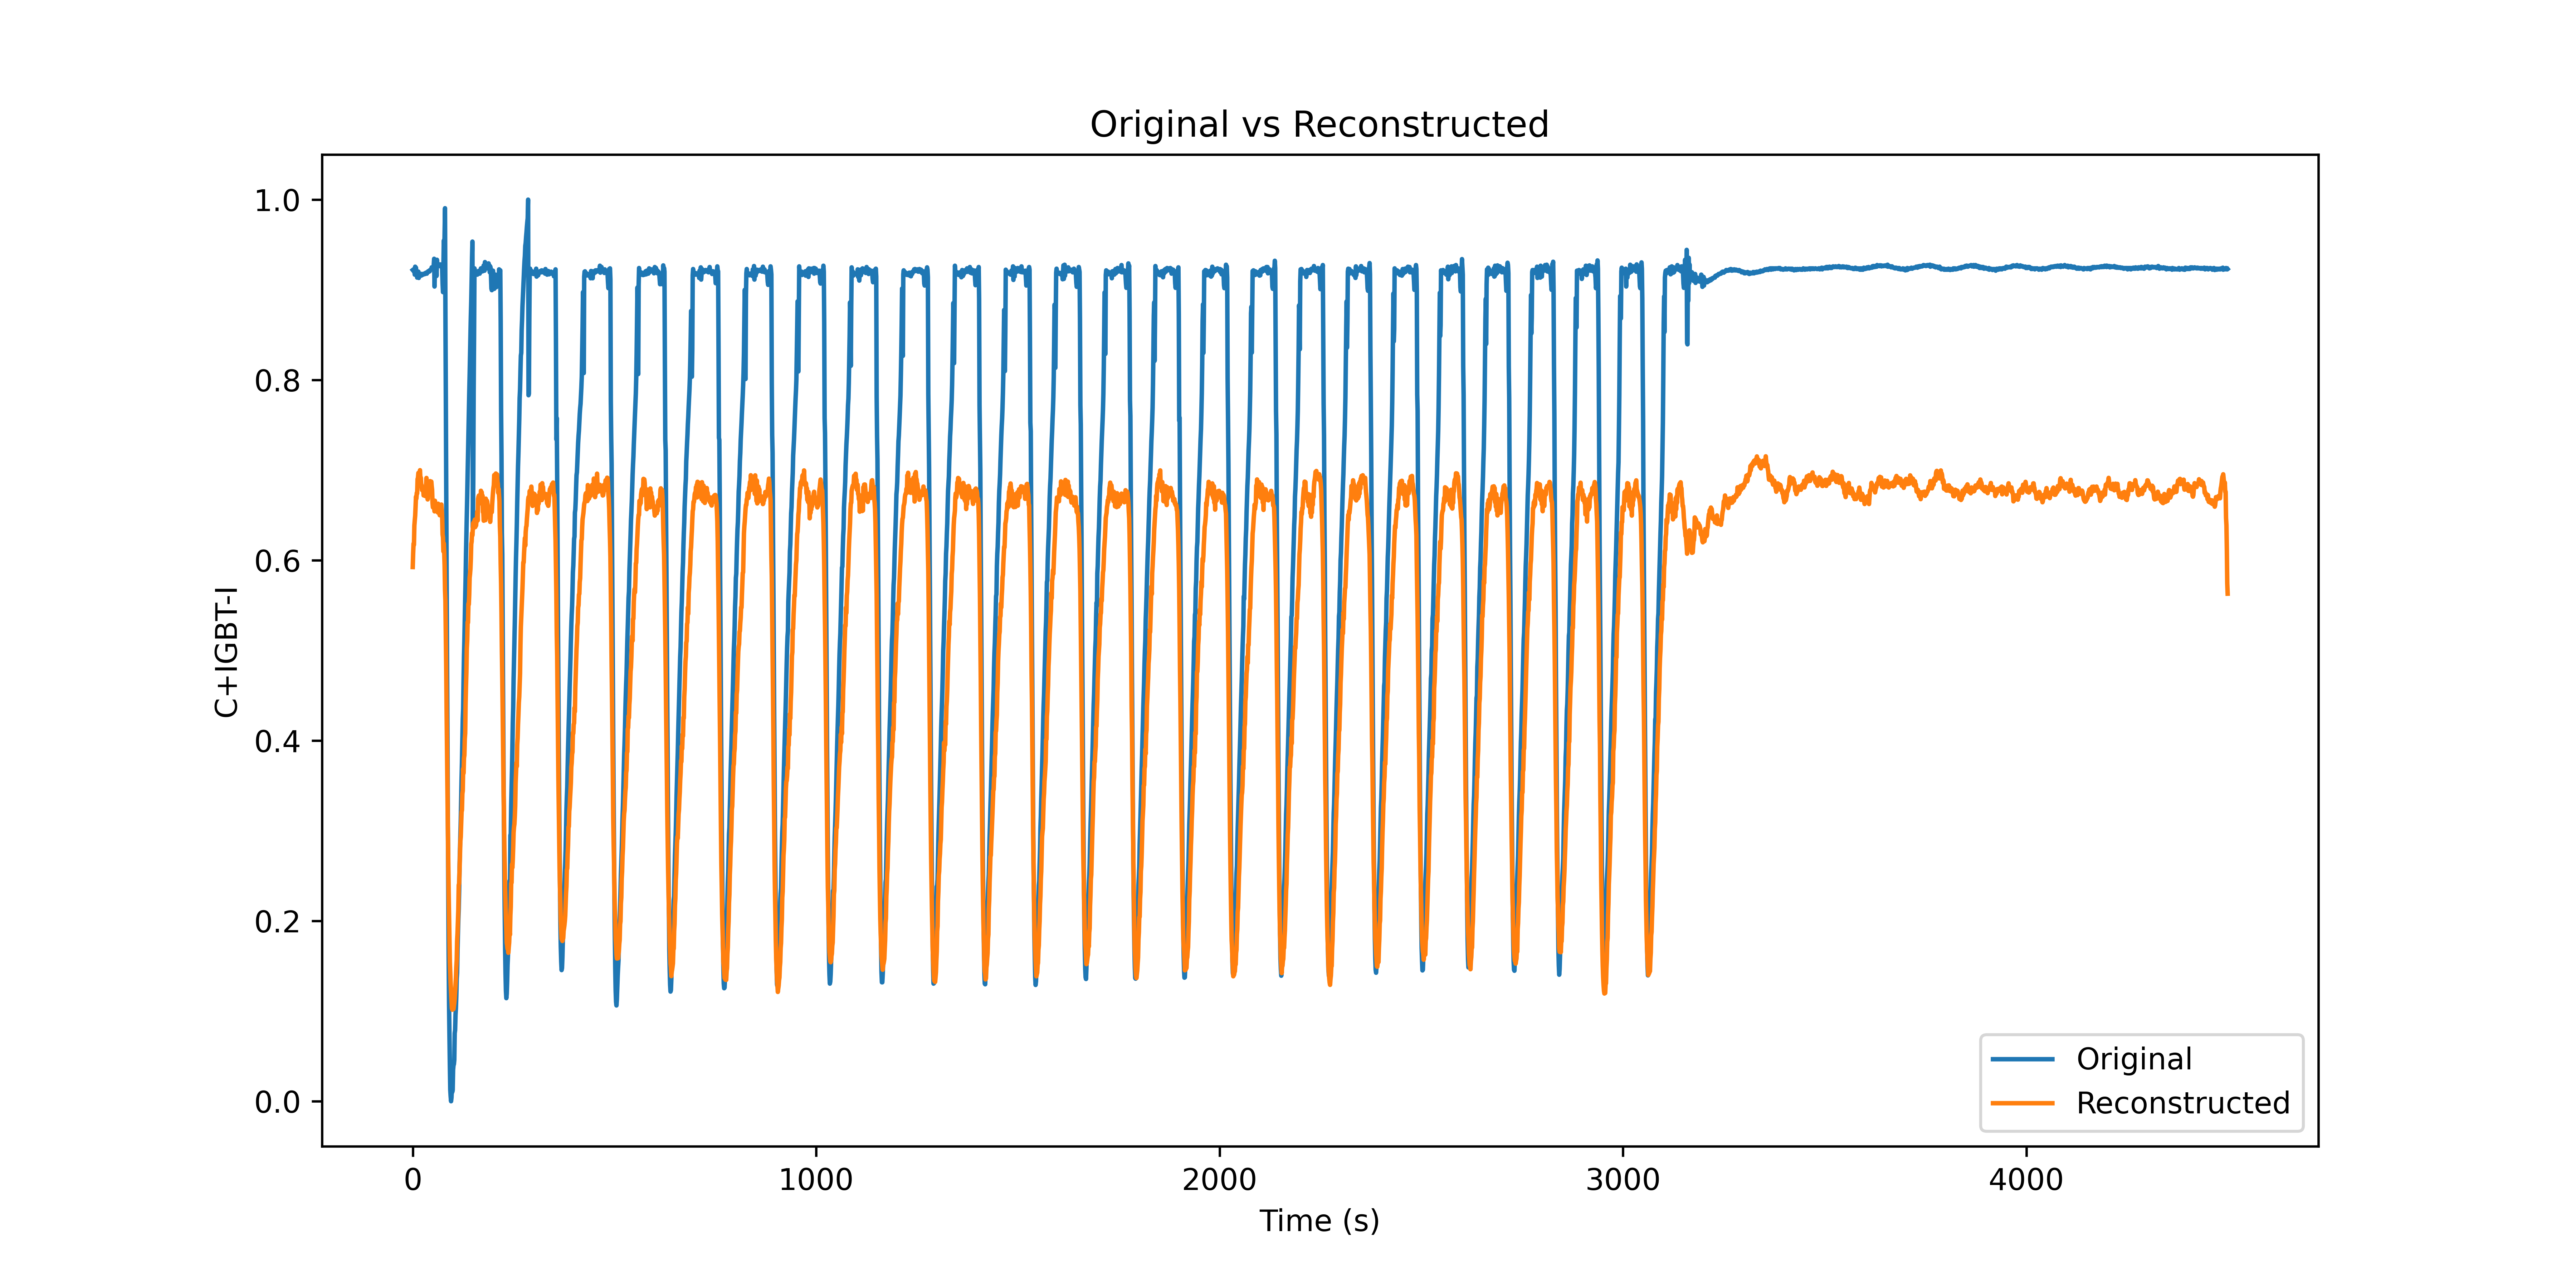 Original vs Reconstructed
1.0
0.8
0.6
0.4
0.2
0.0
C+IGBT-I
0 1000 2000 3000 4000
Time (s)
Original
Reconstructed